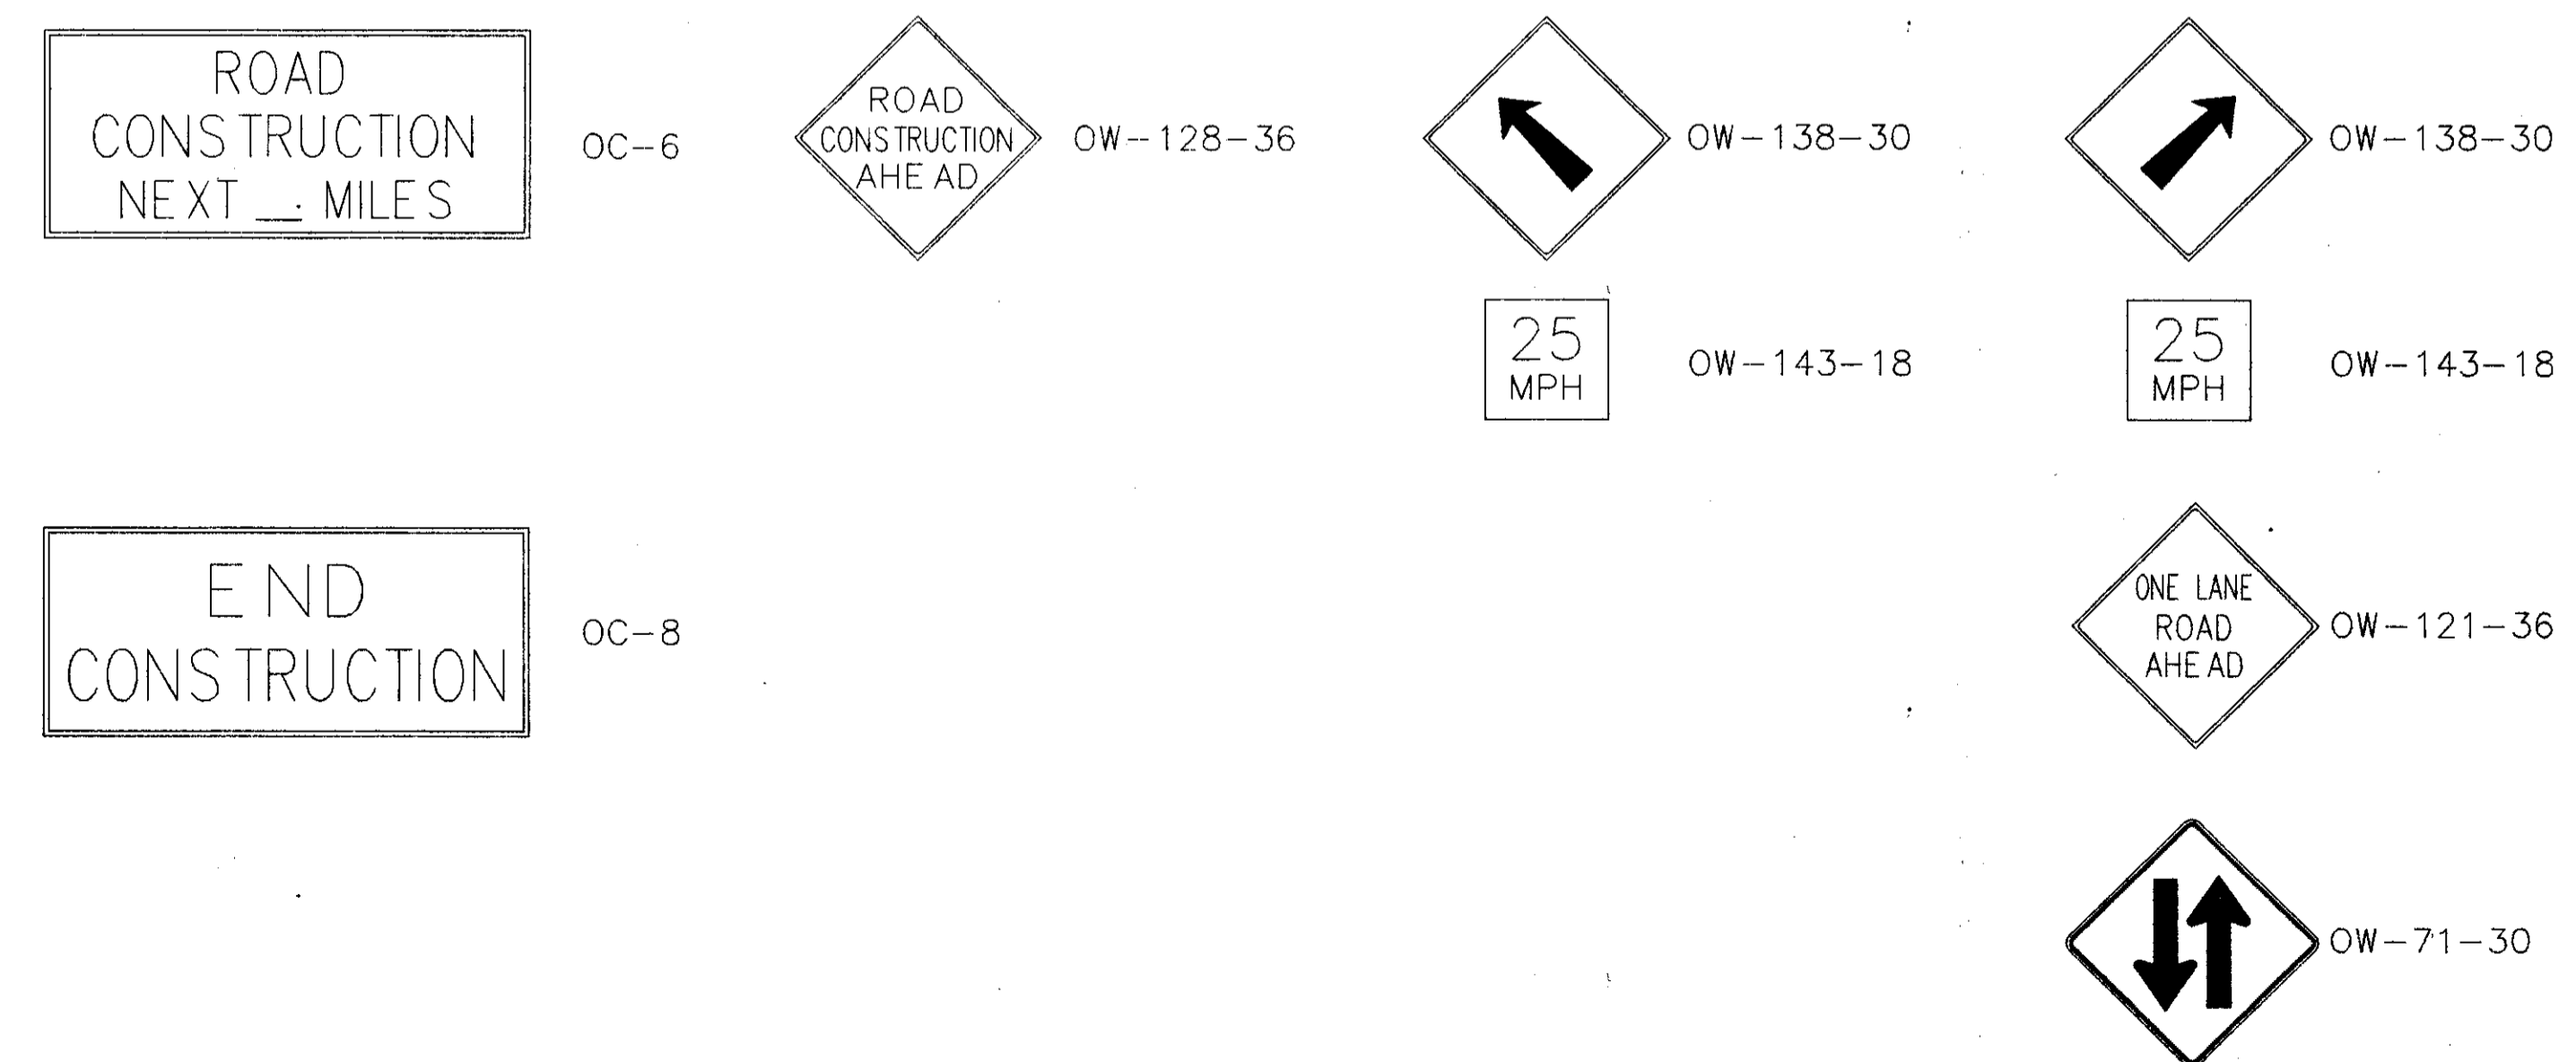 ROAD
CONSTRUCTION
NEXT __ MILES
OC-6
ROAD
CONSTRUCTION
AHEAD
OW-128-36
OW-138-30
OW-138-30
25
MPH
OW-143-18
25
MPH
OW-143-18
END
CONSTRUCTION
OC-8
ONE LANE
ROAD
AHEAD
OW-121-36
OW-71-30